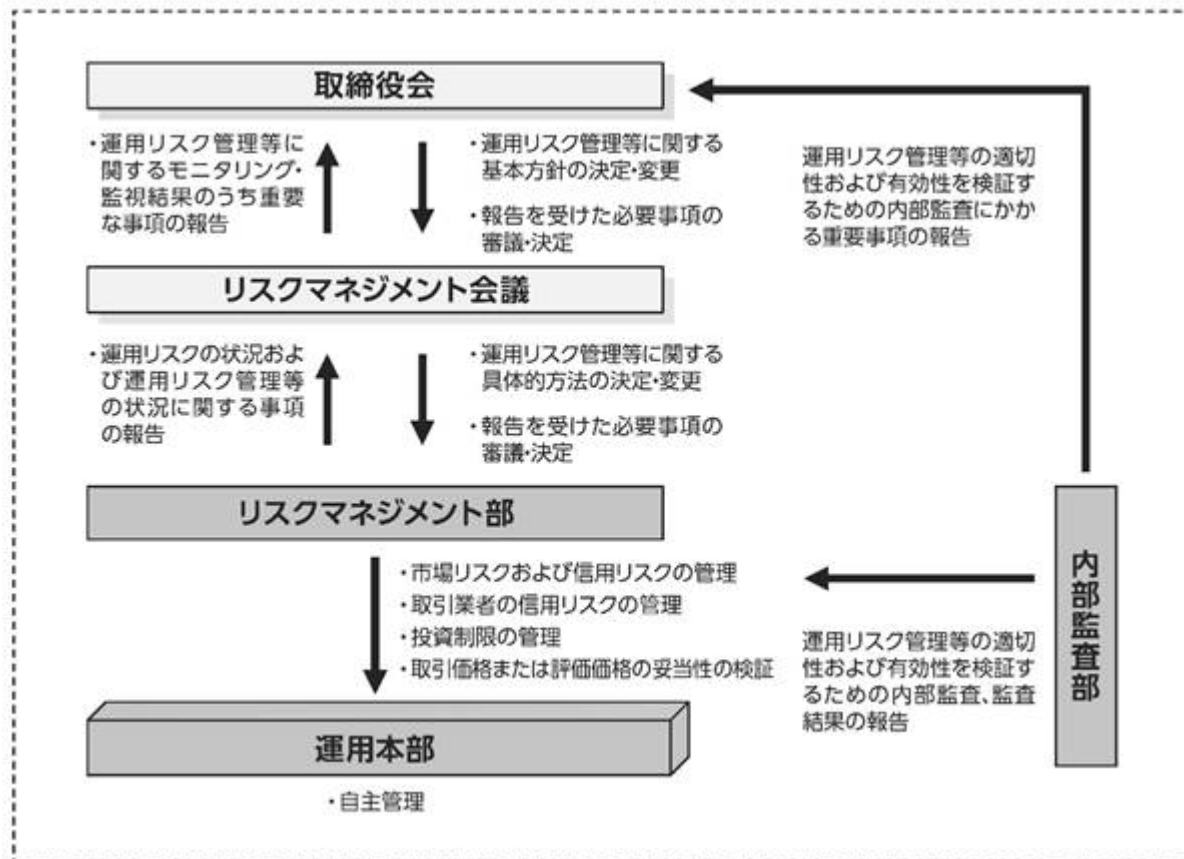 取締役会
・運用リスク管理等に
関するモニタリング・
監視結果のうち重要
な事項の報告
・運用リスク管理等に関する
基本方針の決定・変更
・報告を受けた必要事項の
審議・決定
運用リスク管理等の適切
性および有効性を検証す
るための内部監査にかか
る重要事項の報告
リスクマネジメント会議
・運用リスクの状況およ
び運用リスク管理等
の状況に関する事項
の報告
・運用リスク管理等に関する
具体的方法の決定・変更
・報告を受けた必要事項の
審議・決定
リスクマネジメント部
・市場リスクおよび信用リスクの管理
・取引業者の信用リスクの管理
・投資制限の管理
・取引価格または評価価格の妥当性の検証
運用リスク管理等の適切
性および有効性を検証す
るための内部監査、監査
結果の報告
内部監査部
運用本部
・自主管理